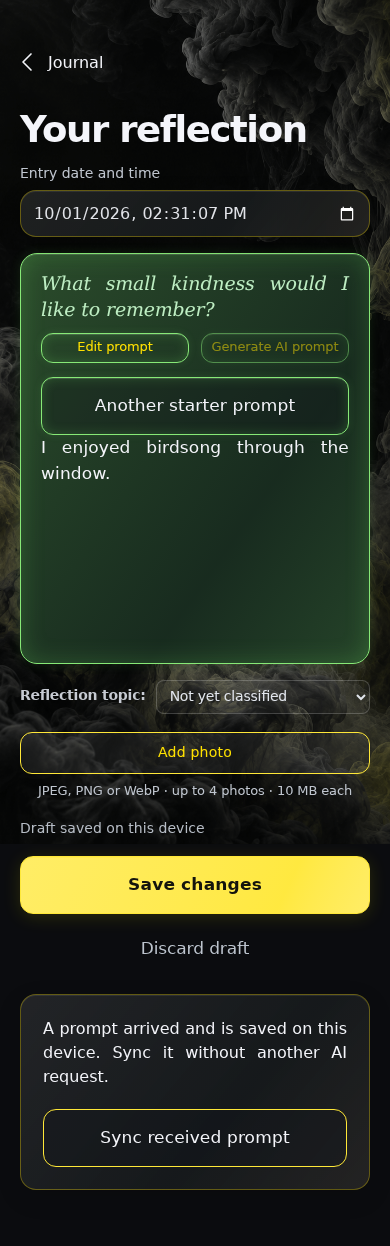 Journal
Your reflection
Entry date and time
10/01/2026, 02:31:07 PM
What small kindness would I
like to remember?
Edit prompt
Generate AI prompt
Another starter prompt
I enjoyed birdsong through the
window.
Reflection topic:
Not yet classified
Add photo
JPEG, PNG or WebP · up to 4 photos · 10 MB each
Draft saved on this device
Save changes
Discard draft
A prompt arrived and is saved on this
device. Sync it without another AI
request.
Sync received prompt